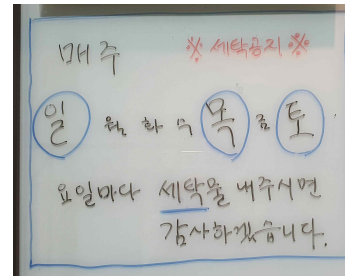 매주 ※ 세탁공지 ※
일 월 화 수 목 금 토
요일마다 세탁물 내주시면
감사하겠습니다.